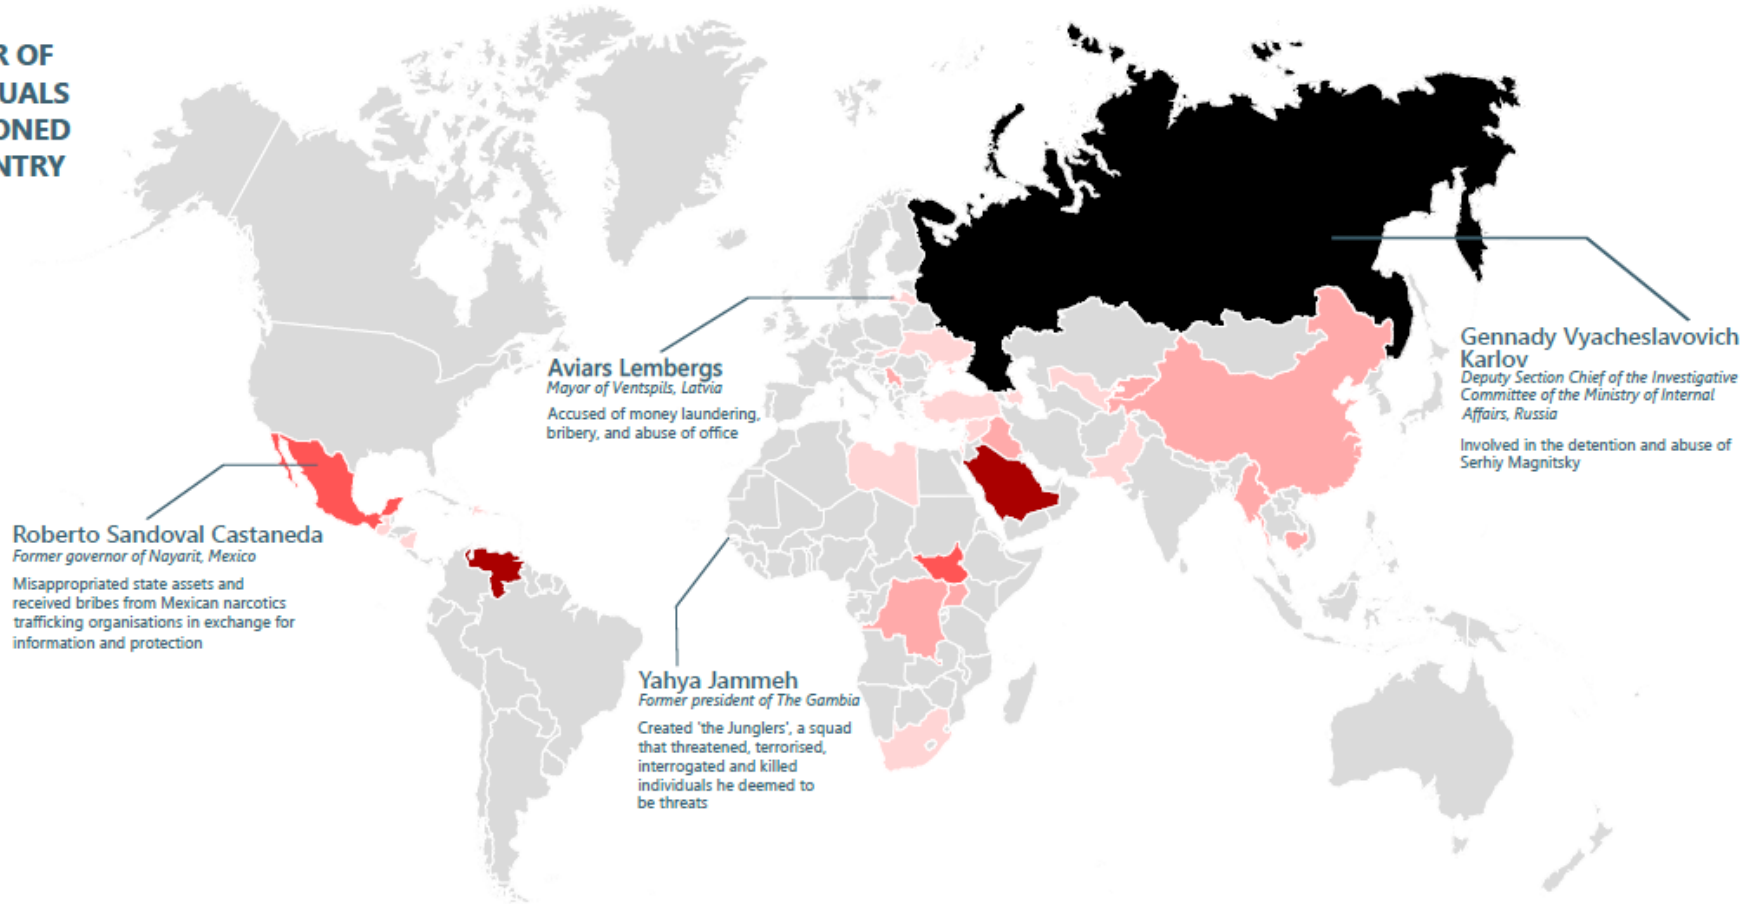 R OF
UALS
ONED
NTRY
Gennady Vyacheslavovich
Karlov
Deputy Section Chief of the Investigative
Committee of the Ministry of Internal
Affairs, Russia
Involved in the detention and abuse of
Serhiy Magnitsky
Aviars Lembergs
Mayor of Ventspils, Latvia
Accused of money laundering,
bribery, and abuse of office
Roberto Sandoval Castaneda
Former governor of Nayarit, Mexico
Misappropriated state assets and
received bribes from Mexican narcotics
trafficking organisations in exchange for
information and protection
Yahya Jammeh
Former president of The Gambia
Created 'the Junglers', a squad
that threatened, terrorised,
interrogated and killed
individuals he deemed to
be threats